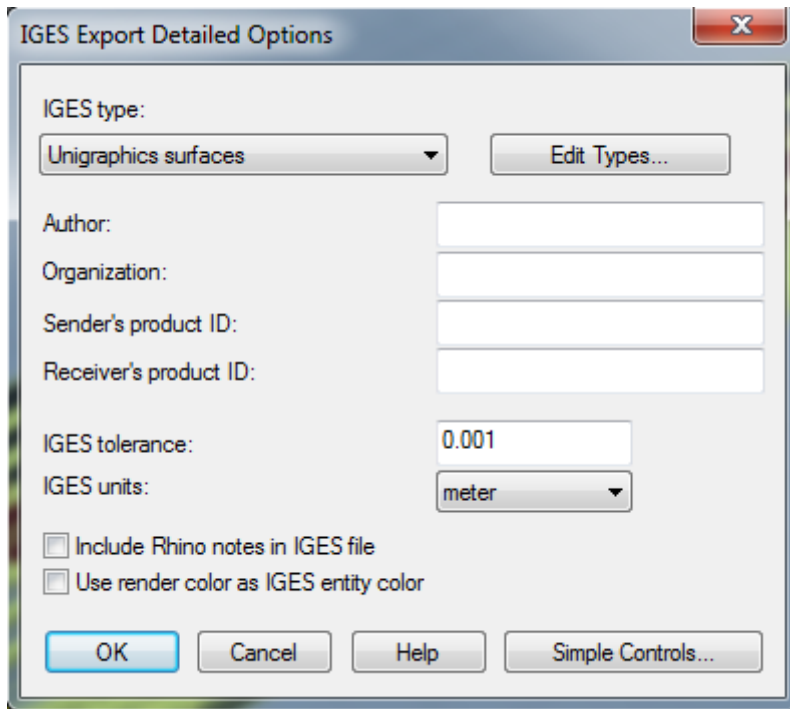 IGES Export Detailed Options
IGES type:
Unigraphics surfaces Edit Types...
Author:
Organization:
Sender's product ID:
Receiver's product ID:
IGES tolerance: 0.001
IGES units: meter
Include Rhino notes in IGES file
Use render color as IGES entity color
OK Cancel Help Simple Controls...